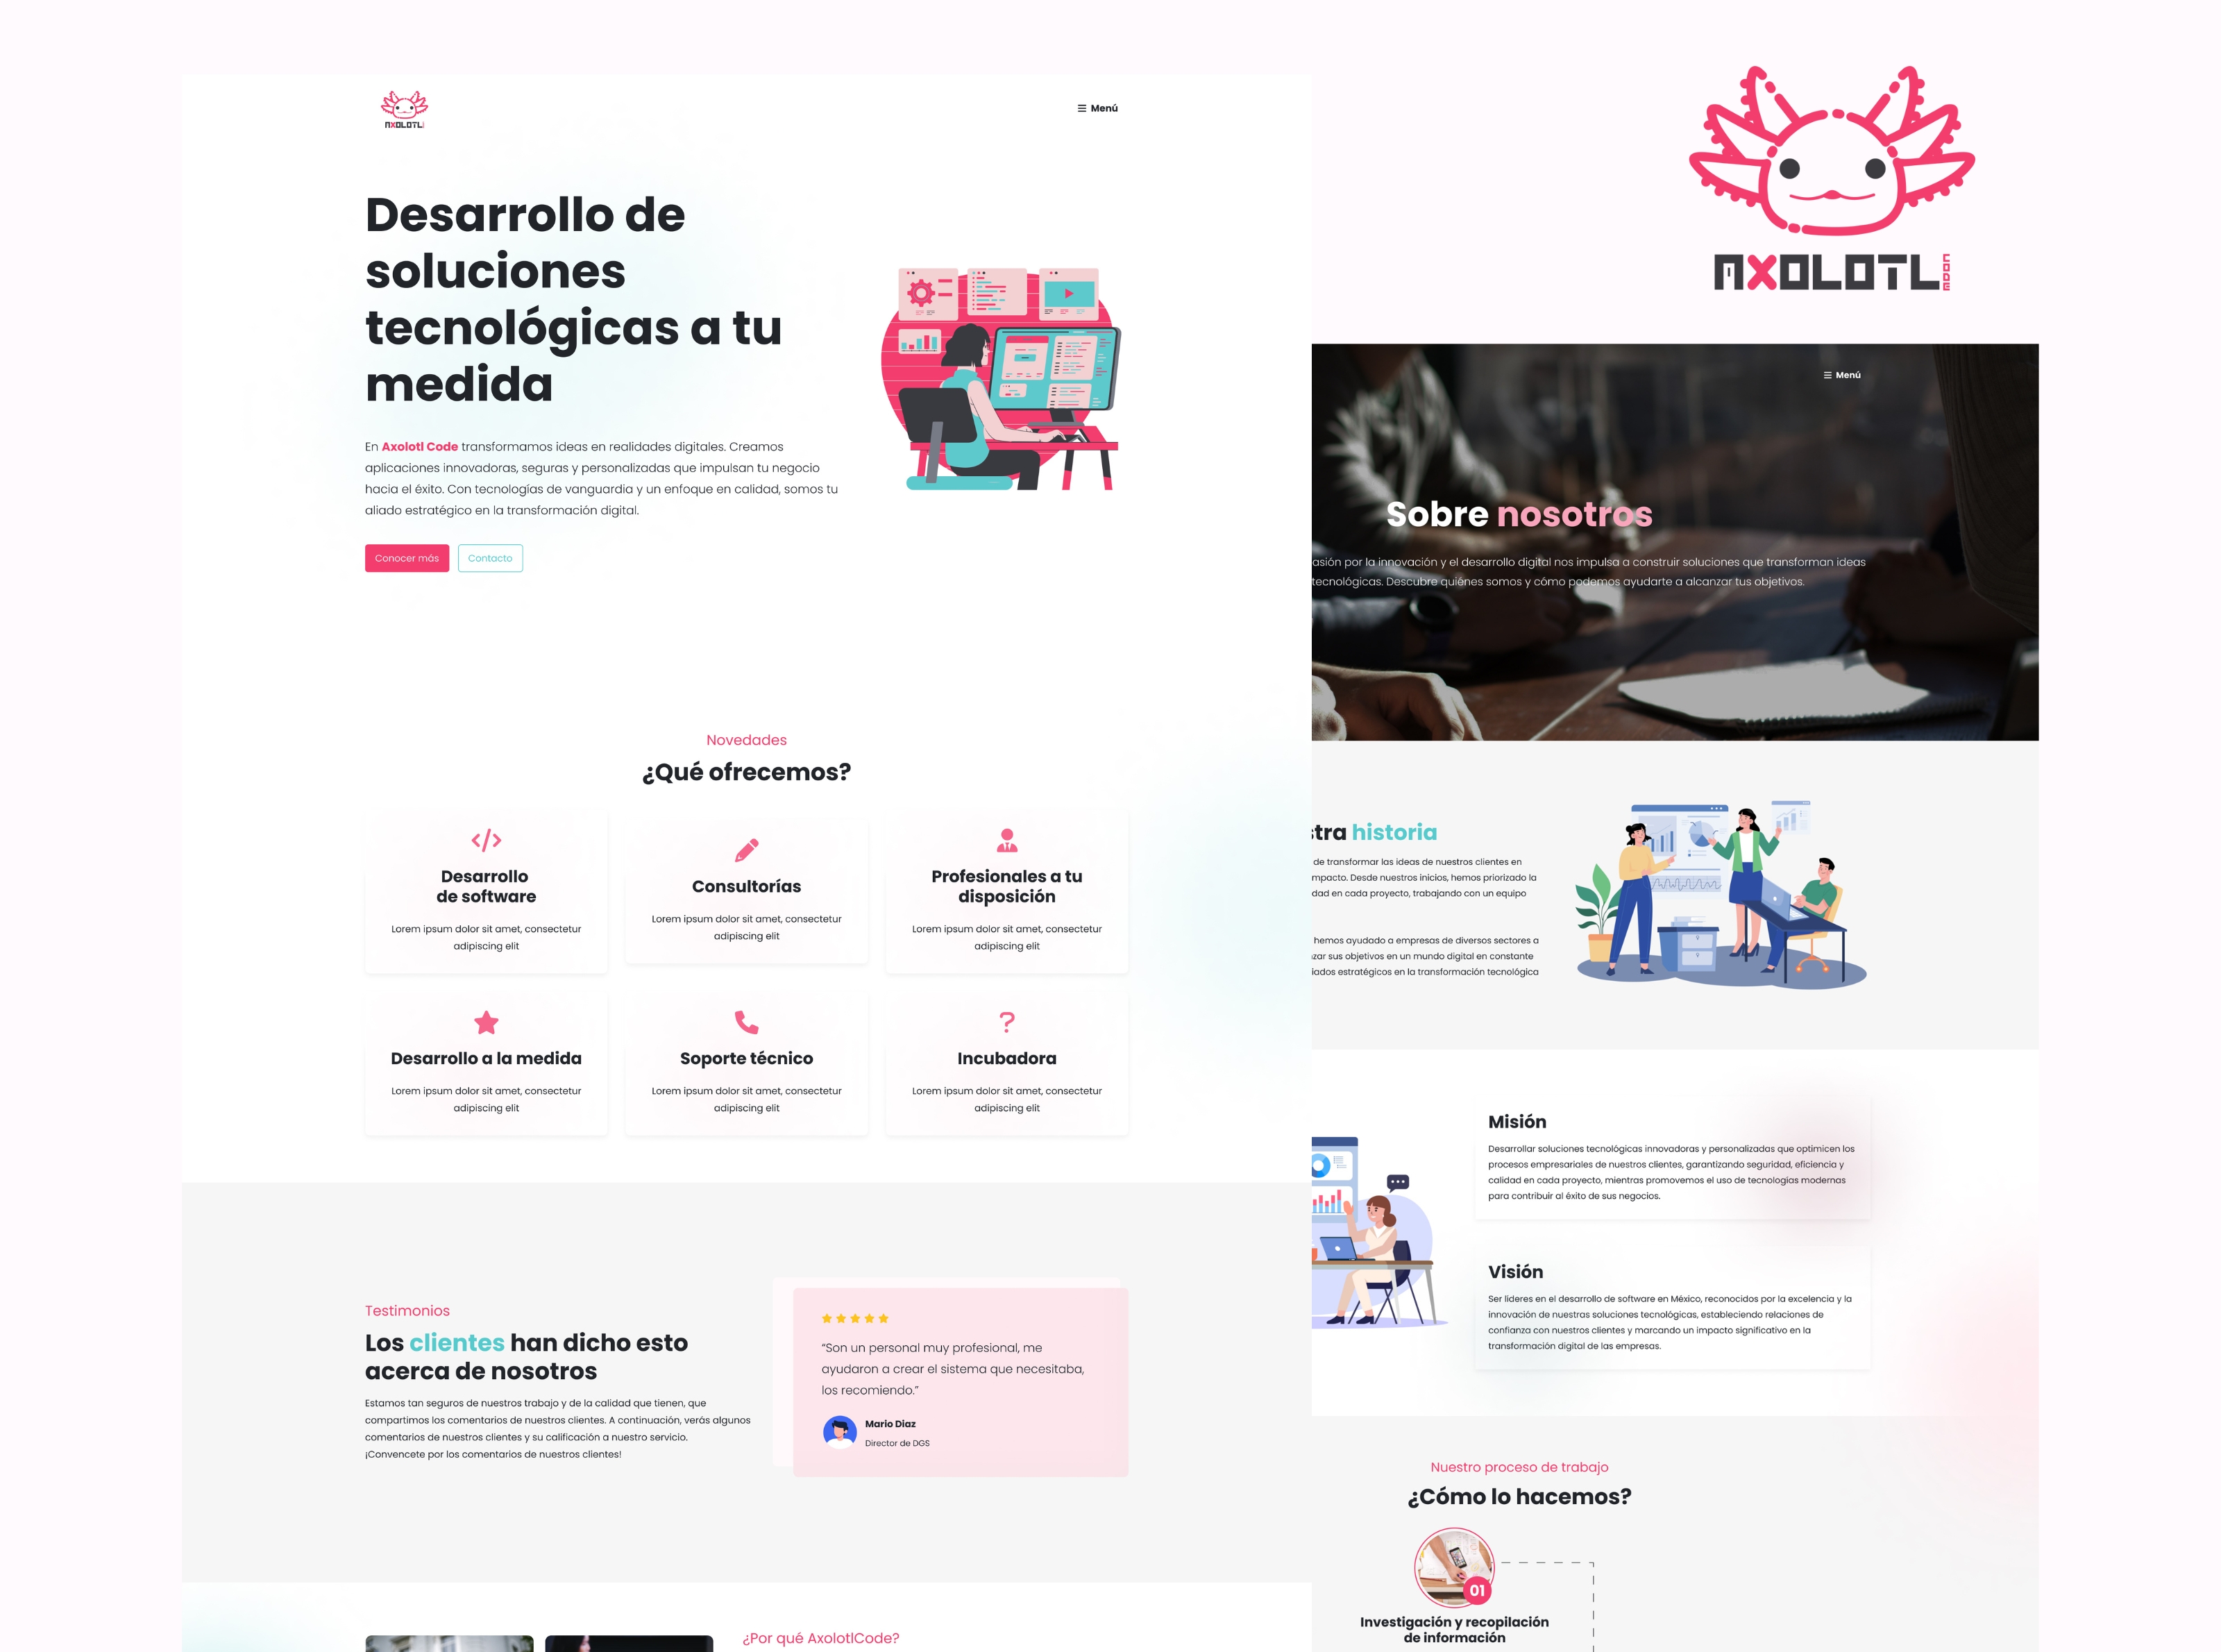 AXOLOTL
Menú
Desarrollo de
soluciones
tecnológicas a tu
medida
En Axolotl Code transformamos ideas en realidades digitales. Creamos
aplicaciones innovadoras, seguras y personalizadas que impulsan tu negocio
hacia el éxito. Con tecnologías de vanguardia y un enfoque en calidad, somos tu
aliado estratégico en la transformación digital.
Conocer más
Contacto
Novedades
¿Qué ofrecemos?
Desarrollo
de software
Lorem ipsum dolor sit amet, consectetur
adipiscing elit
Consultorías
Lorem ipsum dolor sit amet, consectetur
adipiscing elit
Profesionales a tu
disposición
Lorem ipsum dolor sit amet, consectetur
adipiscing elit
Desarrollo a la medida
Lorem ipsum dolor sit amet, consectetur
adipiscing elit
Soporte técnico
Lorem ipsum dolor sit amet, consectetur
adipiscing elit
Incubadora
Lorem ipsum dolor sit amet, consectetur
adipiscing elit
Testimonios
Los clientes han dicho esto
acerca de nosotros
Estamos tan seguros de nuestros trabajo y de la calidad que tienen, que
compartimos los comentarios de nuestros clientes. A continuación, verás algunos
comentarios de nuestros clientes y su calificación a nuestro servicio.
¡Convencete por los comentarios de nuestros clientes!
“Son un personal muy profesional, me
ayudaron a crear el sistema que necesitaba,
los recomiendo.”
Mario Diaz
Director de DGS
¿Por qué AxolotlCode?
AXOLOTL CODE
Menú
Sobre nosotros
asión por la innovación y el desarrollo digital nos impulsa a construir soluciones que transforman ideas
tecnológicas. Descubre quiénes somos y cómo podemos ayudarte a alcanzar tus objetivos.
stra historia
de transformar las ideas de nuestros clientes en
mpacto. Desde nuestros inicios, hemos priorizado la
dad en cada proyecto, trabajando con un equipo
hemos ayudado a empresas de diversos sectores a
zar sus objetivos en un mundo digital en constante
iados estratégicos en la transformación tecnológica
Misión
Desarrollar soluciones tecnológicas innovadoras y personalizadas que optimicen los
procesos empresariales de nuestros clientes, garantizando seguridad, eficiencia y
calidad en cada proyecto, mientras promovemos el uso de tecnologías modernas
para contribuir al éxito de sus negocios.
Visión
Ser líderes en el desarrollo de software en México, reconocidos por la excelencia y la
innovación de nuestras soluciones tecnológicas, estableciendo relaciones de
confianza con nuestros clientes y marcando un impacto significativo en la
transformación digital de las empresas.
Nuestro proceso de trabajo
¿Cómo lo hacemos?
01
Investigación y recopilación
de información